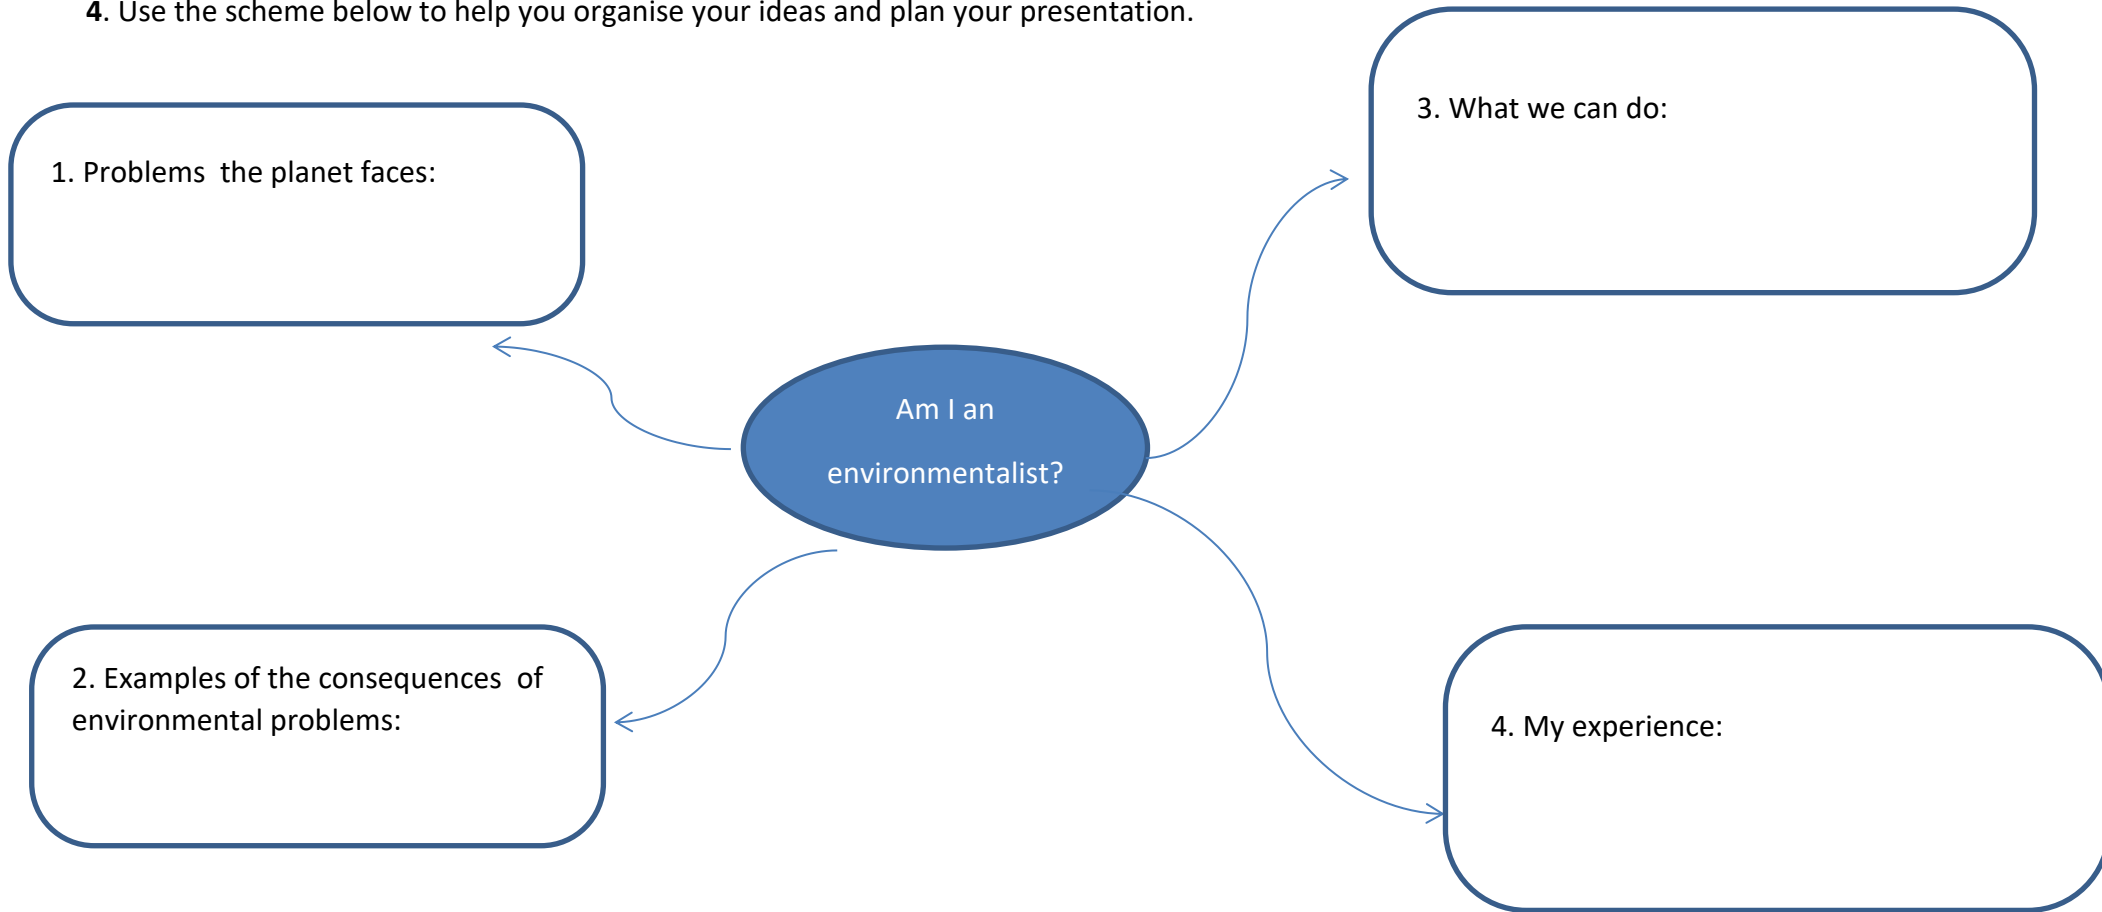 4. Use the scheme below to help you organise your ideas and plan your presentation.
1. Problems  the planet faces:
2. Examples of the consequences  of
environmental problems:
Am I an
environmentalist?
3. What we can do:
4. My experience: